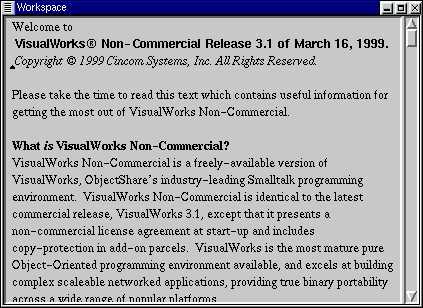 Workspace
Welcome to
VisualWorks® Non-Commercial Release 3.1 of March 16, 1999.
Copyright © 1999 Cincom Systems, Inc. All Rights Reserved.
Please take the time to read this text which contains useful information for
getting the most out of VisualWorks Non-Commercial.
What is VisualWorks Non-Commercial?
VisualWorks Non-Commercial is a freely-available version of
VisualWorks, ObjectShare's industry-leading Smalltalk programming
environment. VisualWorks Non-Commercial is identical to the latest
commercial release, VisualWorks 3.1, except that it presents a
non-commercial license agreement at start-up and includes
copy-protection in add-on parcels. VisualWorks is the most mature pure
Object-Oriented programming environment available, and excels at building
complex scaleable networked applications, providing true binary portability
across a wide range of popular platforms